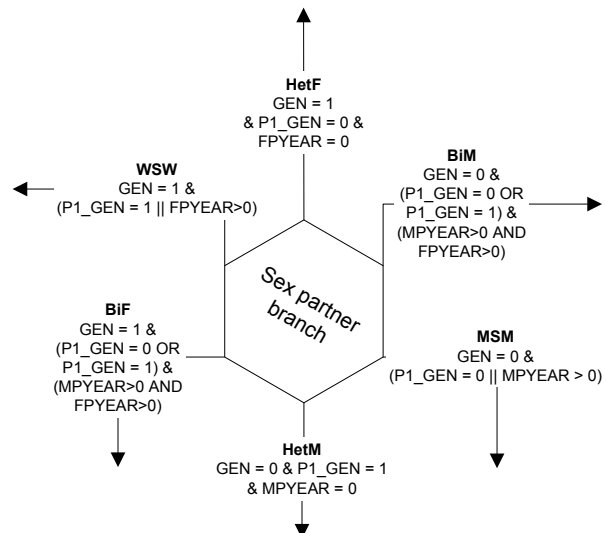 HetF
GEN = 1
& P1_GEN = 0 &
FPYEAR = 0
WSW
GEN = 1 &
(P1_GEN = 1 || FPYEAR>0)
BiM
GEN = 0 &
(P1_GEN = 0 OR
P1_GEN = 1) &
(MPYEAR>0 AND
FPYEAR>0)
Sex partner
branch
BiF
GEN = 1 &
(P1_GEN = 0 OR
P1_GEN = 1) &
(MPYEAR>0 AND
FPYEAR>0)
MSM
GEN = 0 &
(P1_GEN = 0 || MPYEAR > 0)
HetM
GEN = 0 & P1_GEN = 1
& MPYEAR = 0